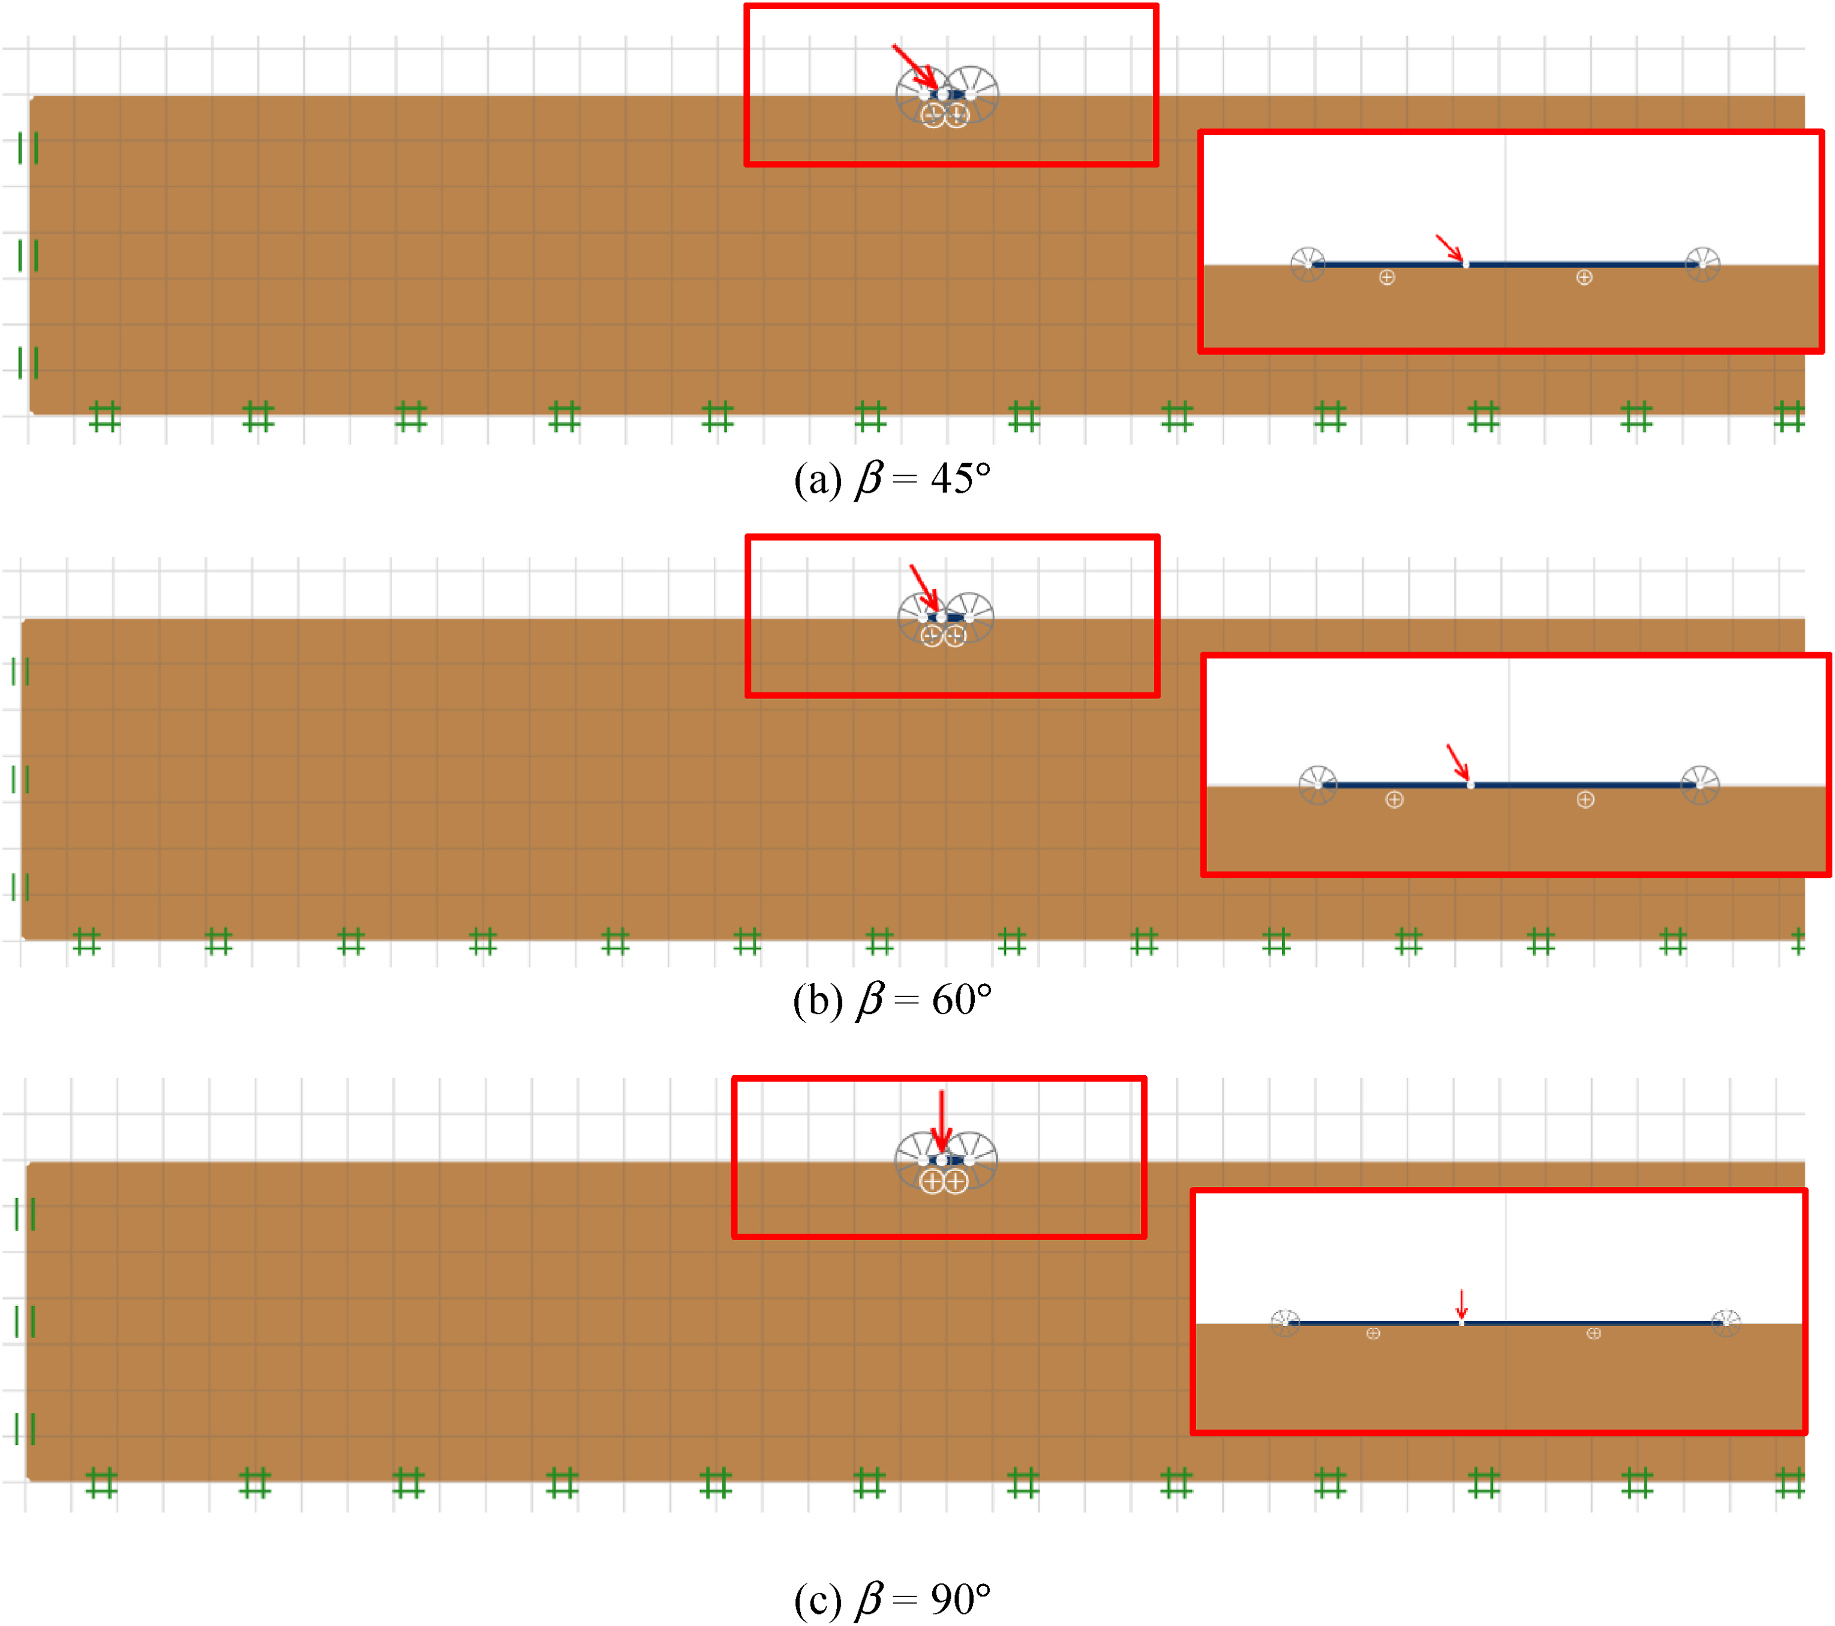 (a) β = 45°
(b) β = 60°
(c) β = 90°